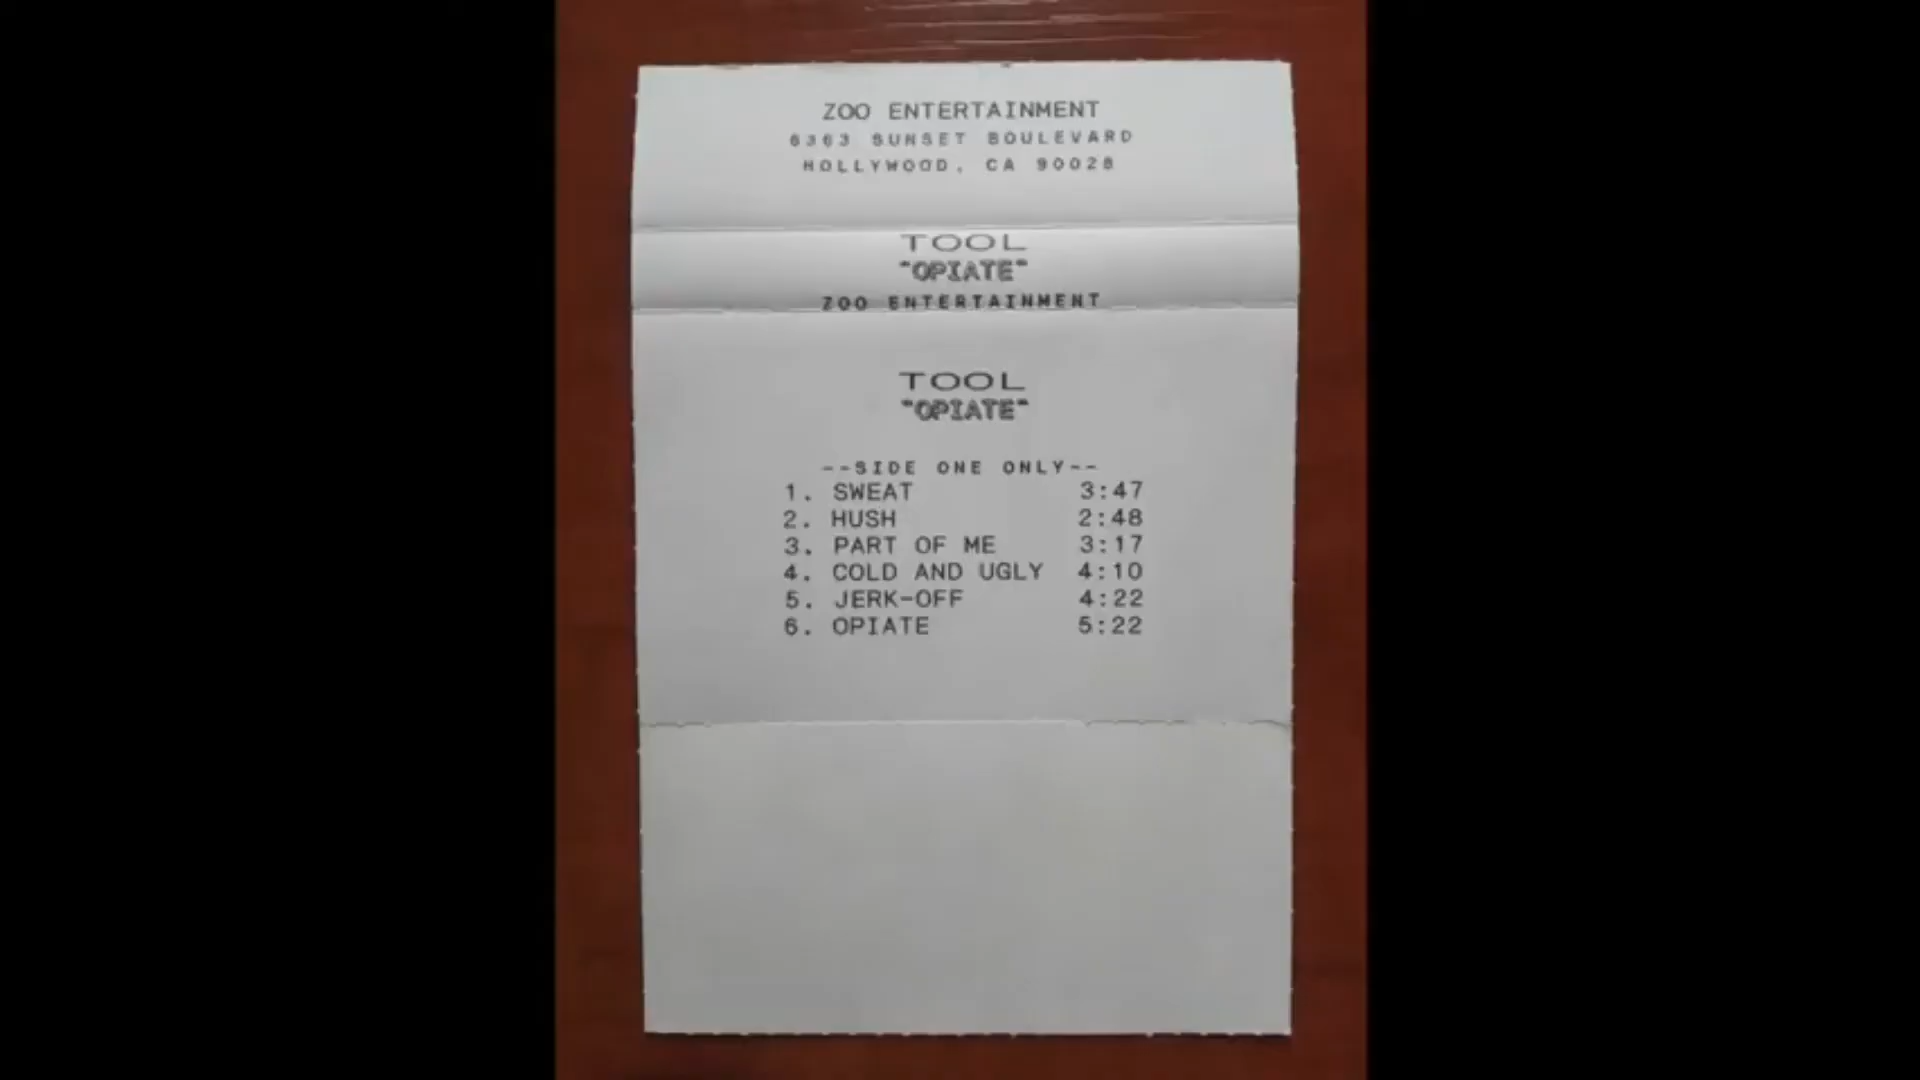 ZOO ENTERTAINMENT
6363 SUNSET BOULEVARD
HOLLYWOOD, CA 90028
TOOL
"OPIATE"
ZOO ENTERTAINMENT
TOOL
"OPIATE"
--SIDE ONE ONLY--
1. SWEAT 3:47
2. HUSH 2:48
3. PART OF ME 3:17
4. COLD AND UGLY 4:10
5. JERK-OFF 4:22
6. OPIATE 5:22